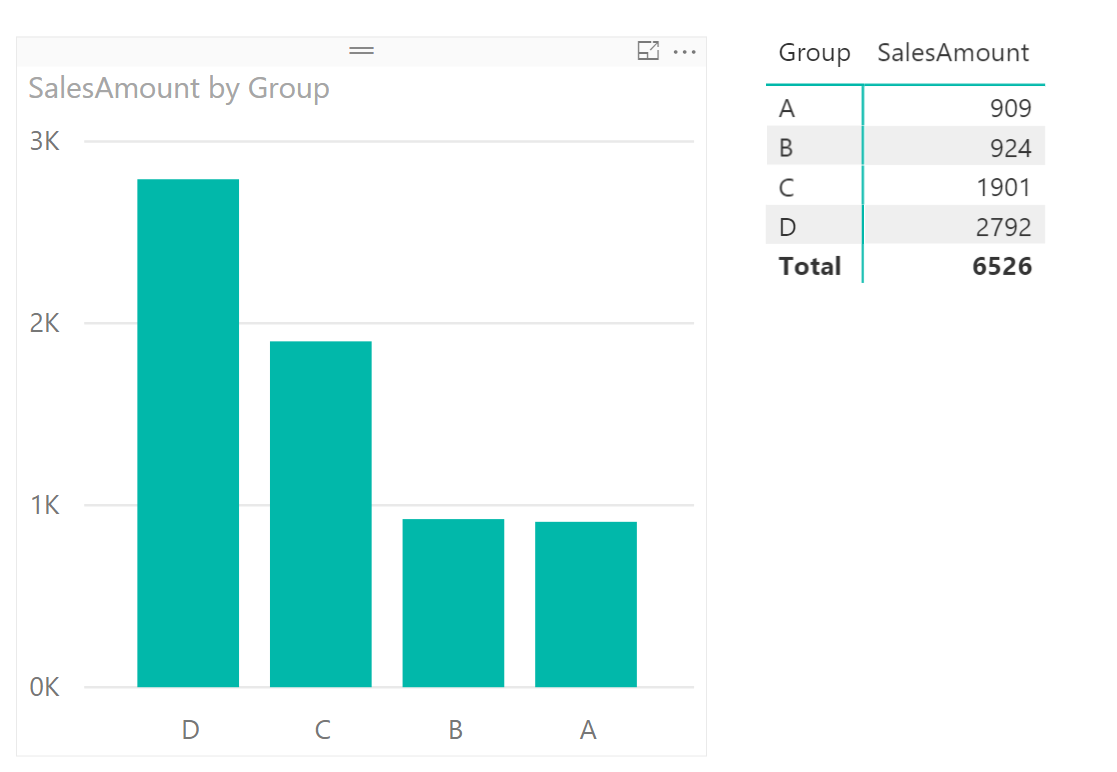 SalesAmount by Group
3K
2K
1K
0K
D C B A
Group SalesAmount
A 909
B 924
C 1901
D 2792
Total 6526